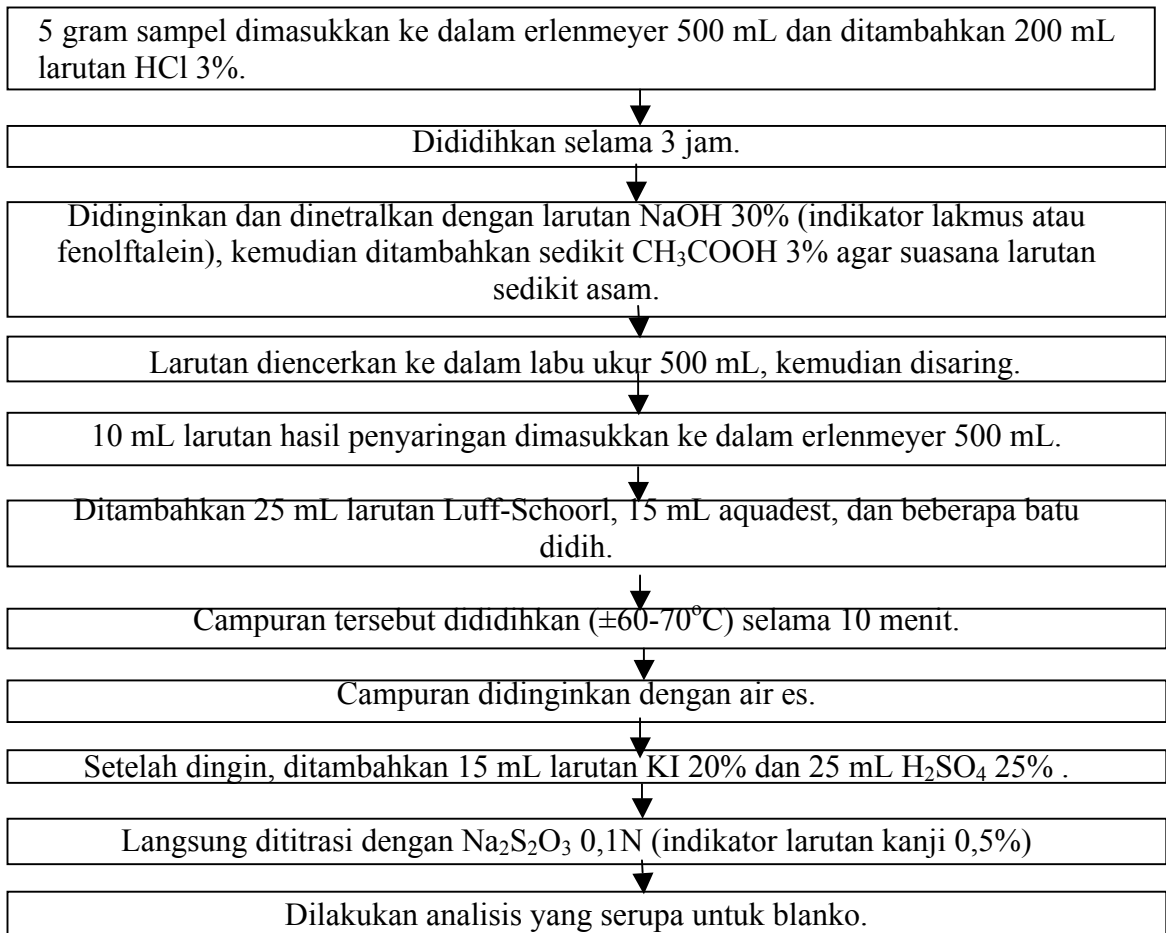 5 gram sampel dimasukkan ke dalam erlenmeyer 500 mL dan ditambahkan 200 mL
larutan HCl 3%.
Dididihkan selama 3 jam.
Didinginkan dan dinetralkan dengan larutan NaOH 30% (indikator lakmus atau
fenolftalein), kemudian ditambahkan sedikit CH₃COOH 3% agar suasana larutan
sedikit asam.
Larutan diencerkan ke dalam labu ukur 500 mL, kemudian disaring.
10 mL larutan hasil penyaringan dimasukkan ke dalam erlenmeyer 500 mL.
Ditambahkan 25 mL larutan Luff-Schoorl, 15 mL aquadest, dan beberapa batu
didih.
Campuran tersebut dididihkan (±60-70°C) selama 10 menit.
Campuran didinginkan dengan air es.
Setelah dingin, ditambahkan 15 mL larutan KI 20% dan 25 mL H₂SO₄ 25% .
Langsung dititrasi dengan Na₂S₂O₃ 0,1N (indikator larutan kanji 0,5%)
Dilakukan analisis yang serupa untuk blanko.